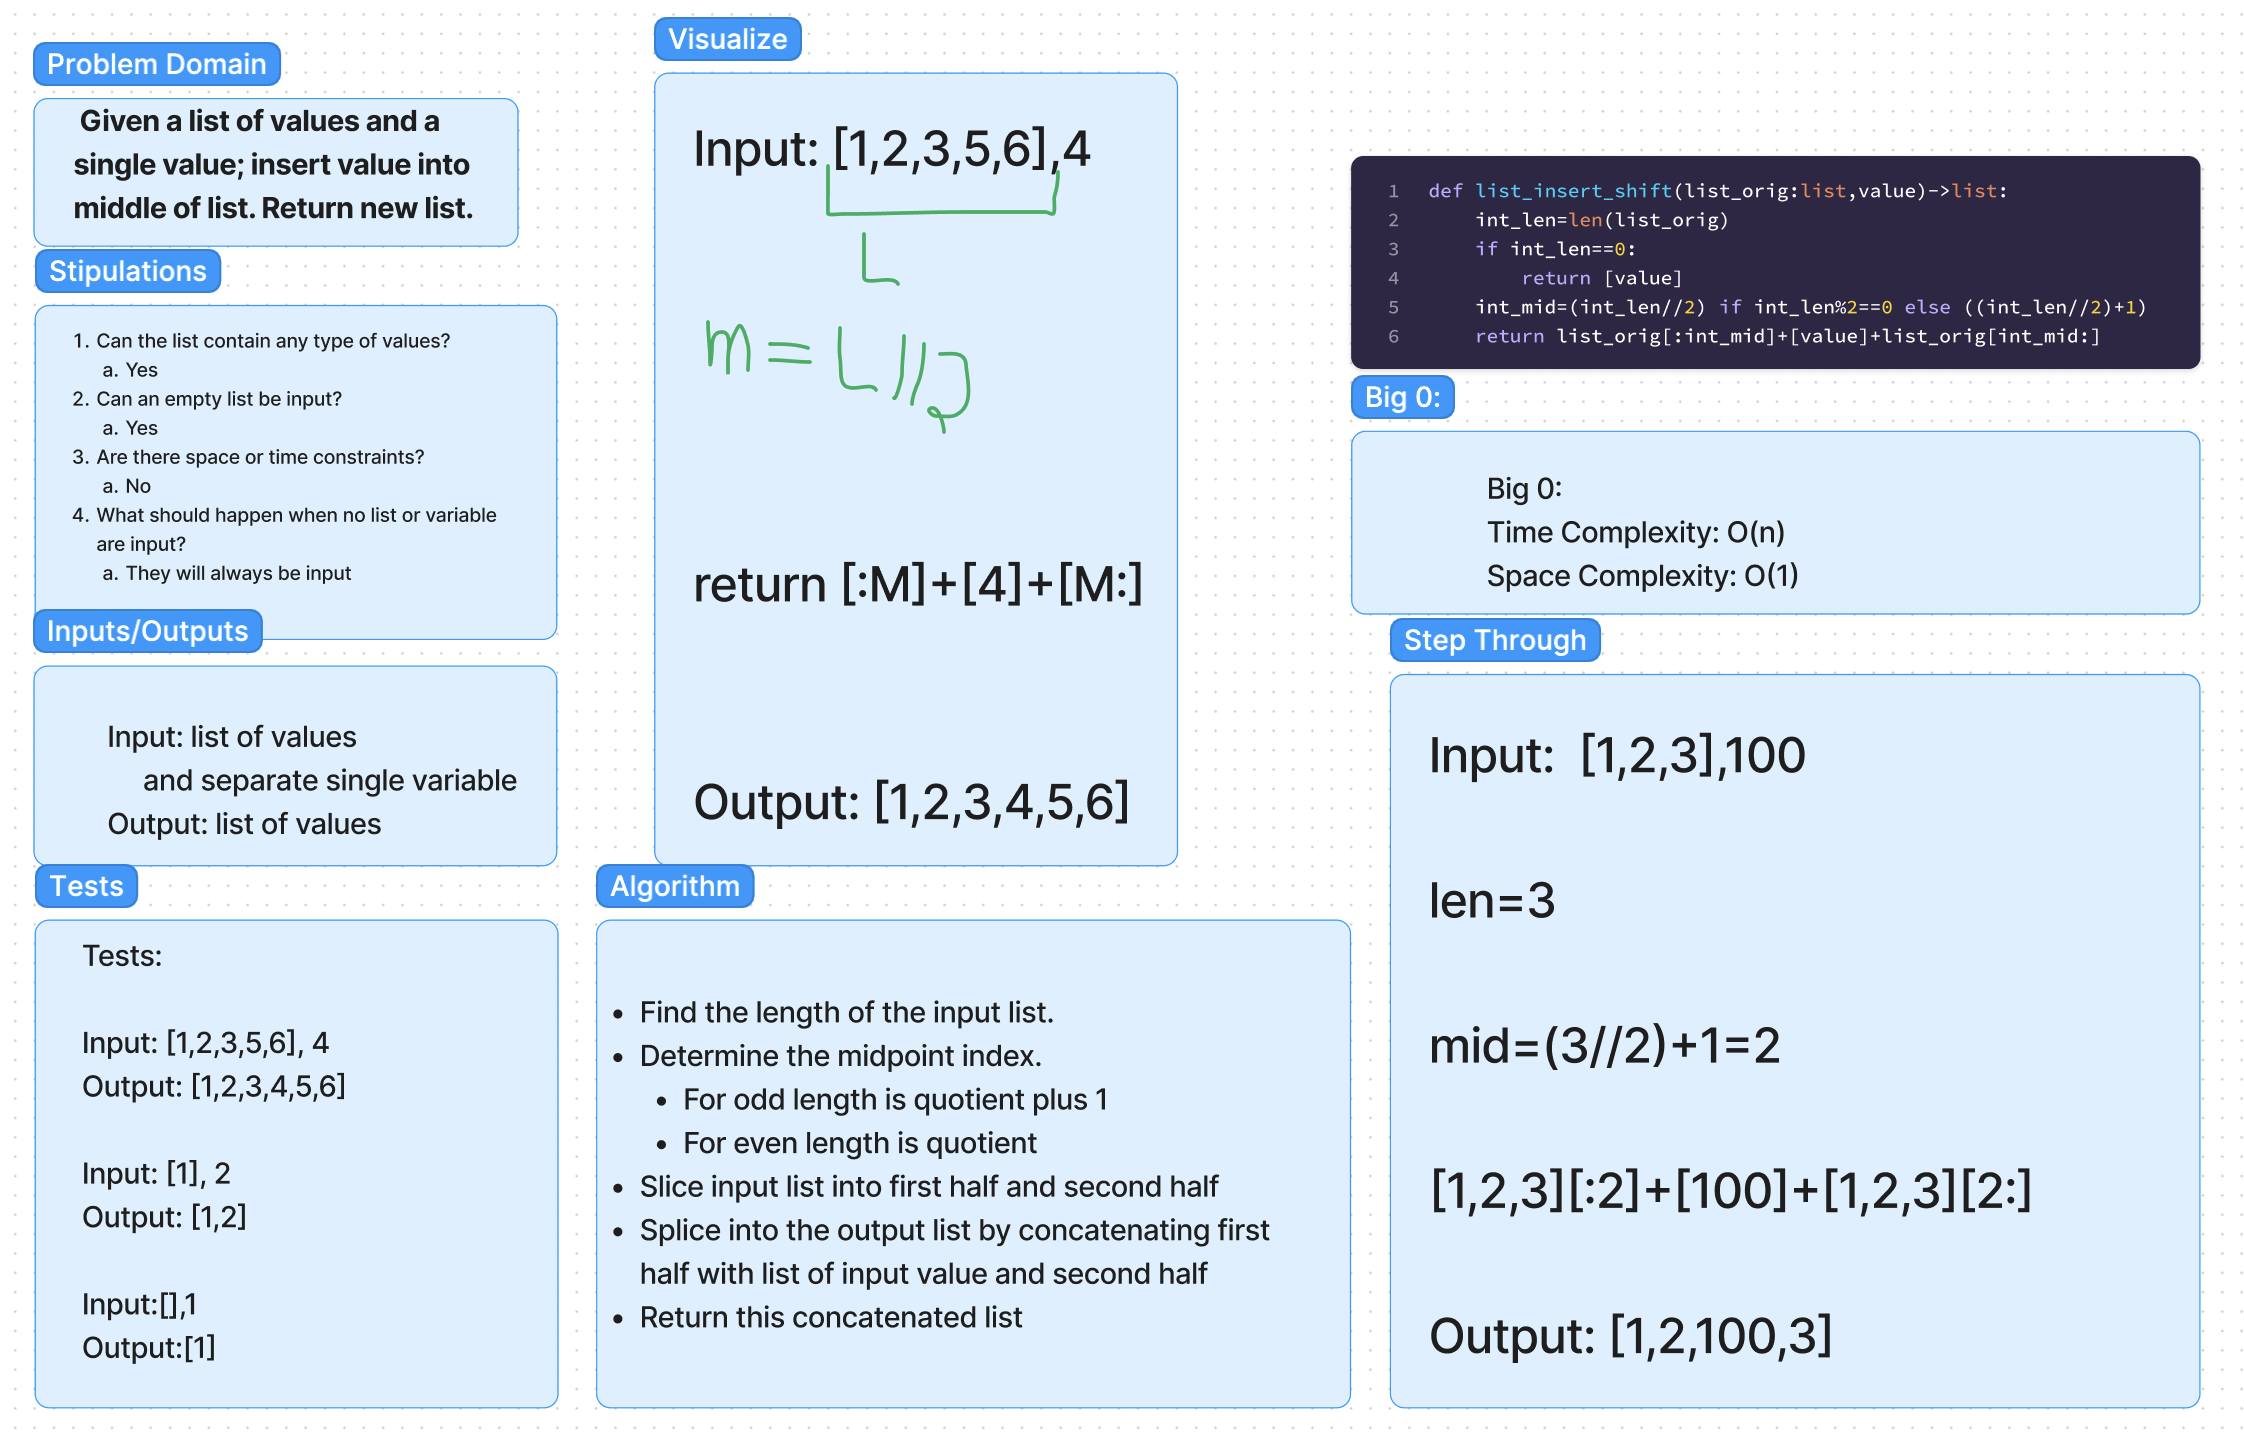 Problem Domain
Given a list of values and a
single value; insert value into
middle of list. Return new list.
Stipulations
1. Can the list contain any type of values?
a. Yes
2. Can an empty list be input?
a. Yes
3. Are there space or time constraints?
a. No
4. What should happen when no list or variable
are input?
a. They will always be input
Inputs/Outputs
Input: list of values
and separate single variable
Output: list of values
Tests
Tests:
Input: [1,2,3,5,6], 4
Output: [1,2,3,4,5,6]
Input: [1], 2
Output: [1,2]
Input:[],1
Output:[1]
Visualize
Input: [1,2,3,5,6],4
L
m = L//2
return [:M]+[4]+[M:]
Output: [1,2,3,4,5,6]
Algorithm
• Find the length of the input list.
• Determine the midpoint index.
• For odd length is quotient plus 1
• For even length is quotient
• Slice input list into first half and second half
• Splice into the output list by concatenating first
half with list of input value and second half
• Return this concatenated list
1 def list_insert_shift(list_orig:list,value)->list:
2 int_len=len(list_orig)
3 if int_len==0:
4 return [value]
5 int_mid=(int_len//2) if int_len%2==0 else ((int_len//2)+1)
6 return list_orig[:int_mid]+[value]+list_orig[int_mid:]
Big 0:
Big 0:
Time Complexity: O(n)
Space Complexity: O(1)
Step Through
Input: [1,2,3],100
len=3
mid=(3//2)+1=2
[1,2,3][:2]+[100]+[1,2,3][2:]
Output: [1,2,100,3]